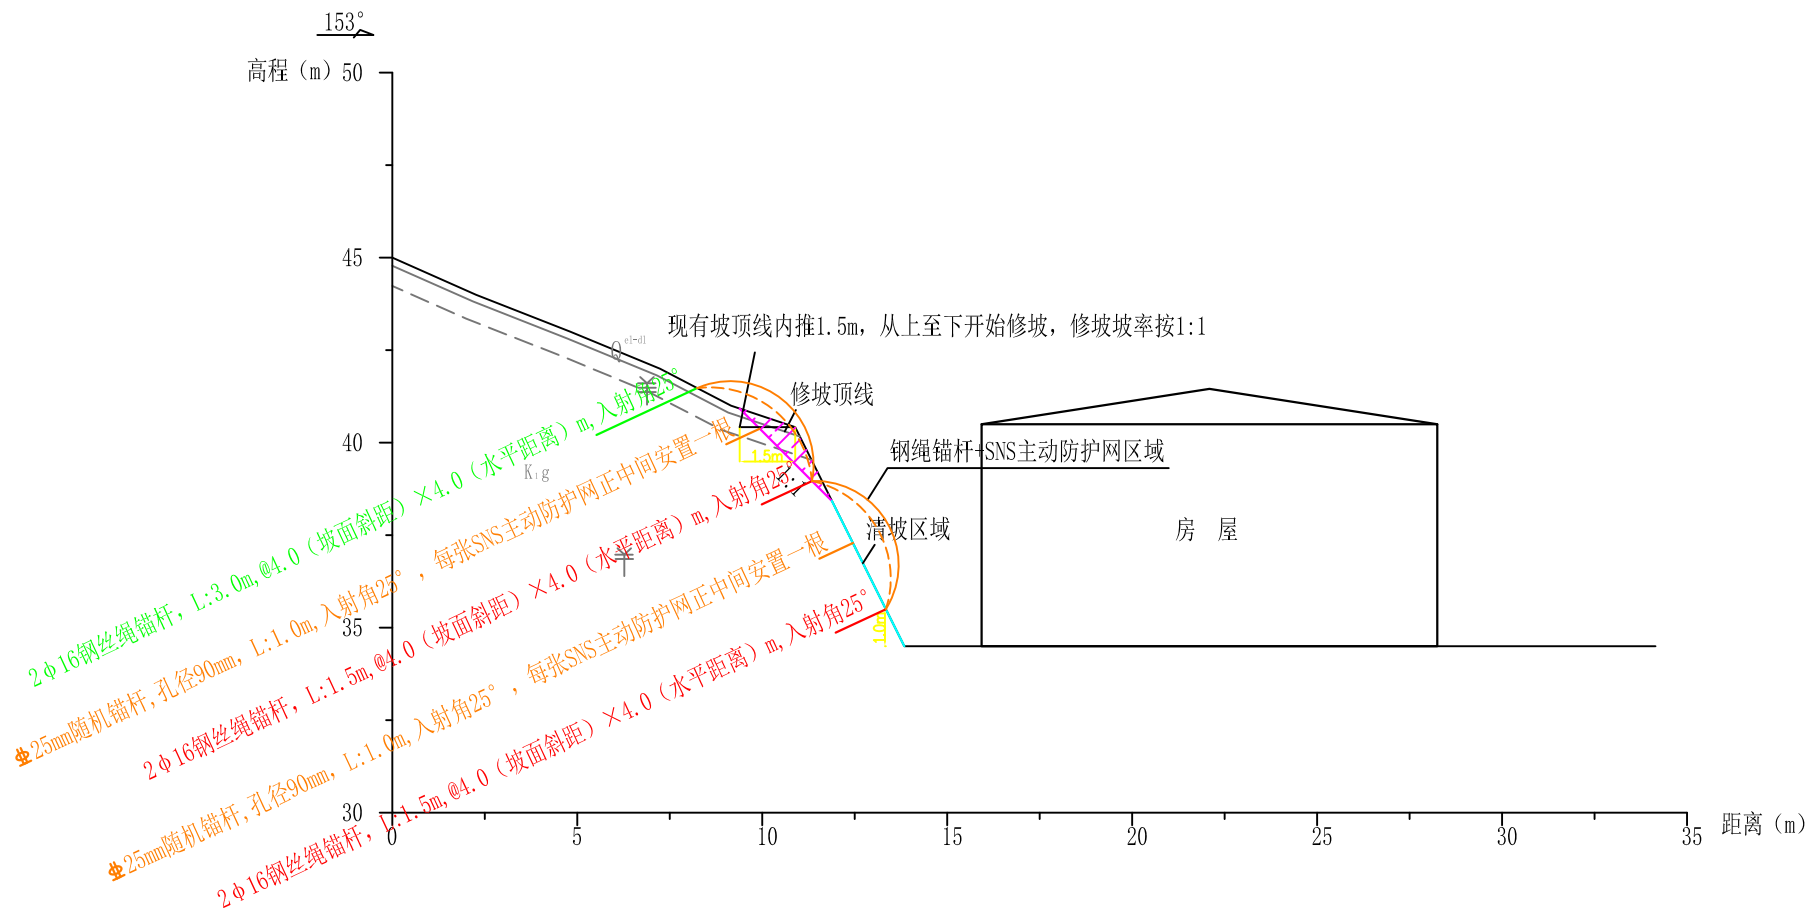 153°
高程（m）
50
45
40
35
30
现有坡顶线内推1.5m，从上至下开始修坡，修坡坡率按1:1
修坡顶线
钢绳锚杆+SNS主动防护网区域
清坡区域
房 屋
Q el-dl
K₁g
1.5m
1.0m
2φ16钢丝绳锚杆，L:3.0m,@4.0（坡面斜距）×4.0（水平距离）m,入射角25°
25mm随机锚杆,孔径90mm，L:1.0m,入射角25°，每张SNS主动防护网正中间安置一根
2φ16钢丝绳锚杆，L:1.5m,@4.0（坡面斜距）×4.0（水平距离）m,入射角25°
25mm随机锚杆,孔径90mm，L:1.0m,入射角25°，每张SNS主动防护网正中间安置一根
2φ16钢丝绳锚杆，L:1.5m,@4.0（坡面斜距）×4.0（水平距离）m,入射角25°
0
5
10
15
20
25
30
35
距离（m）